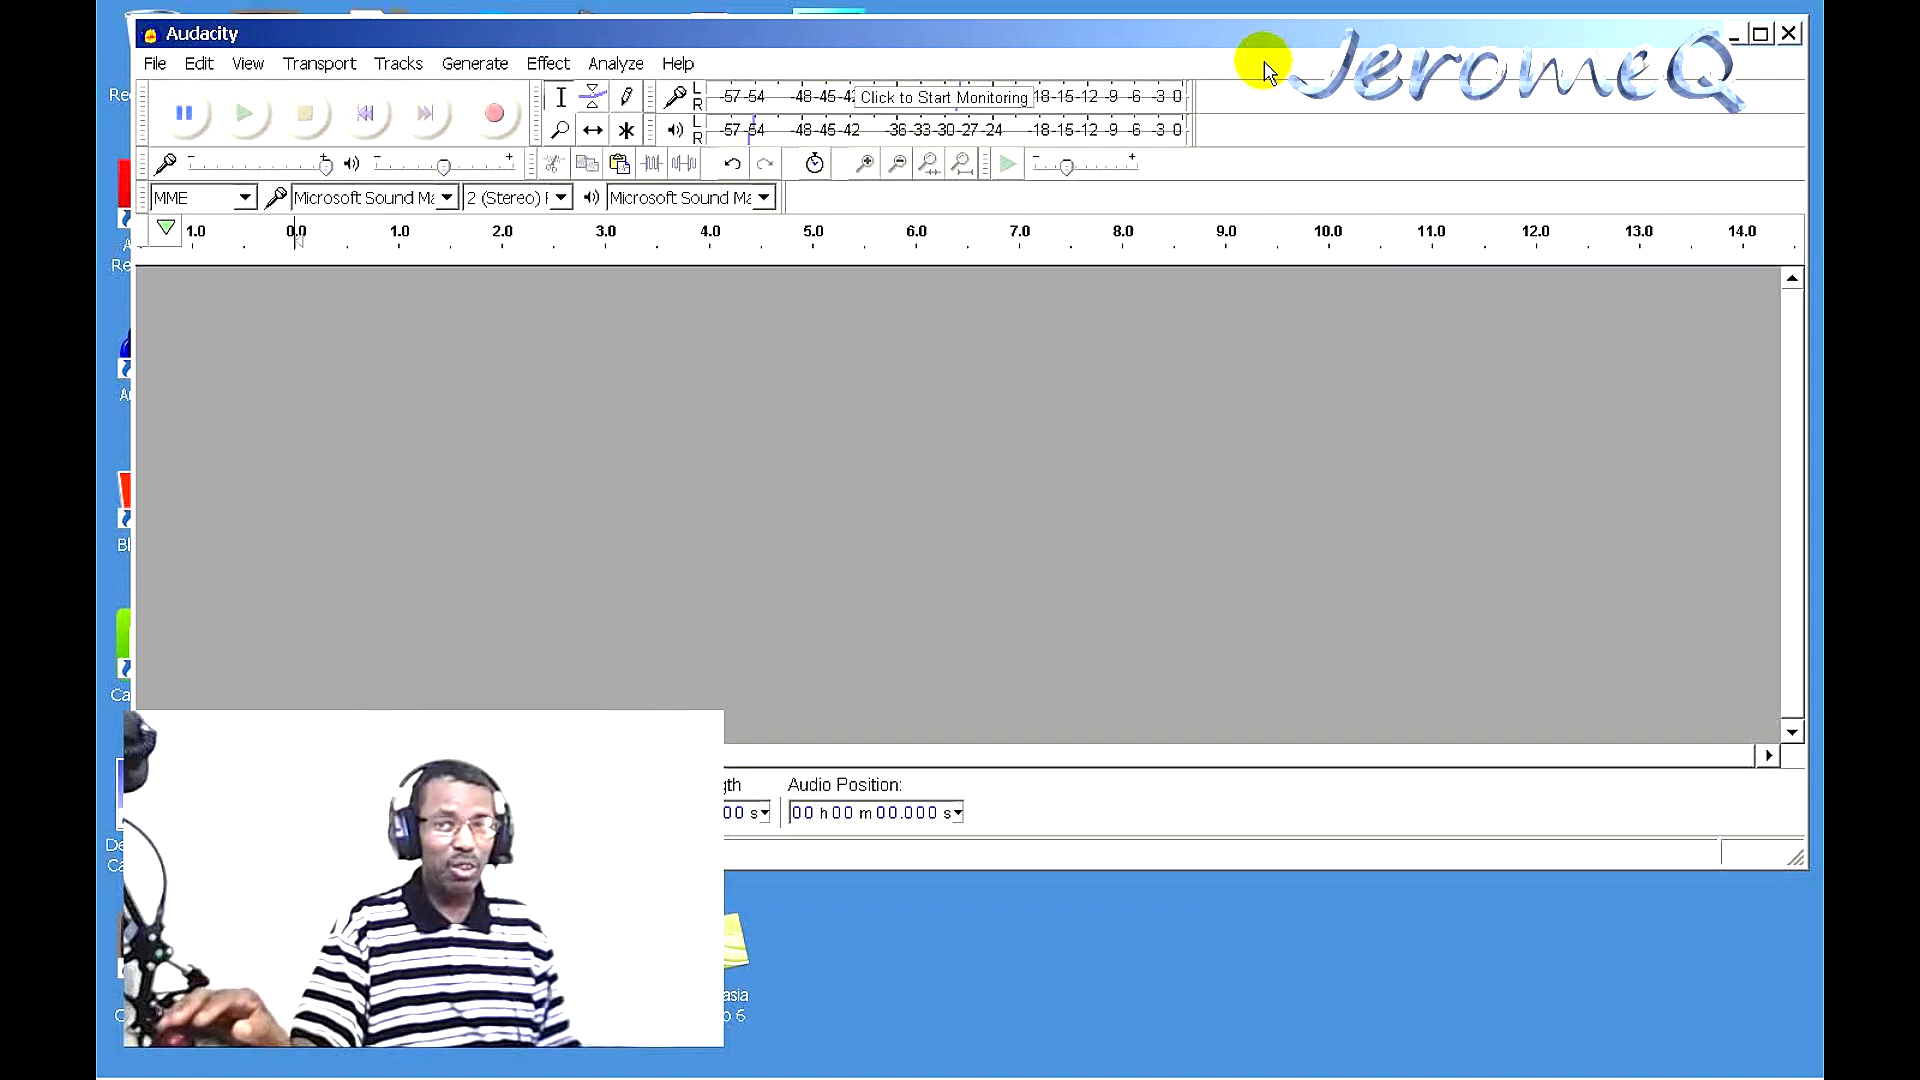 Audacity
JeromeQ
File Edit View Transport Tracks Generate Effect Analyze Help
L
R
-57-54 -48-45-42 Click to Start Monitoring -18-15-12 -9 -6 -3 0
L
R
-57-54 -48-45-42 -36-33-30-27-24 -18-15-12 -9 -6 -3 0
MME Microsoft Sound Ma 2 (Stereo) Microsoft Sound Ma
1.0 0.0 1.0 2.0 3.0 4.0 5.0 6.0 7.0 8.0 9.0 10.0 11.0 12.0 13.0 14.0
Audio Position:
00 s 00 h 00 m 00.000 s